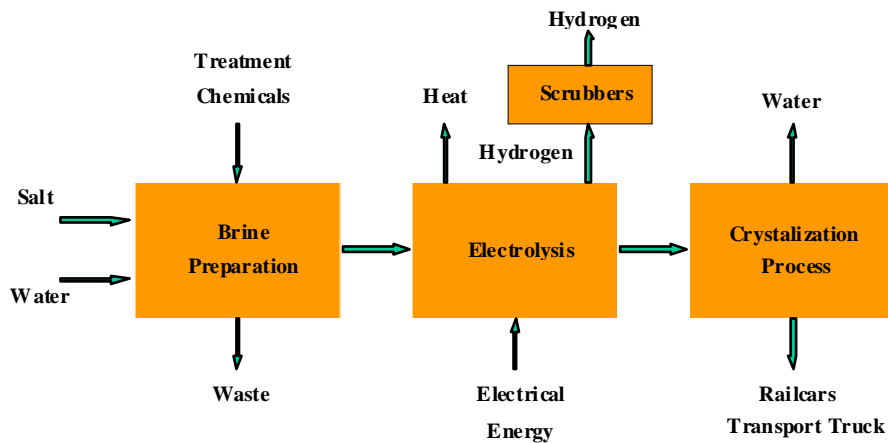 Hydrogen
Treatment
Chemicals
Heat
Scrubbers
Water
Hydrogen
Salt
Brine
Preparation
Electrolysis
Crystalization
Process
Water
Waste
Electrical
Energy
Railcars
Transport Truck